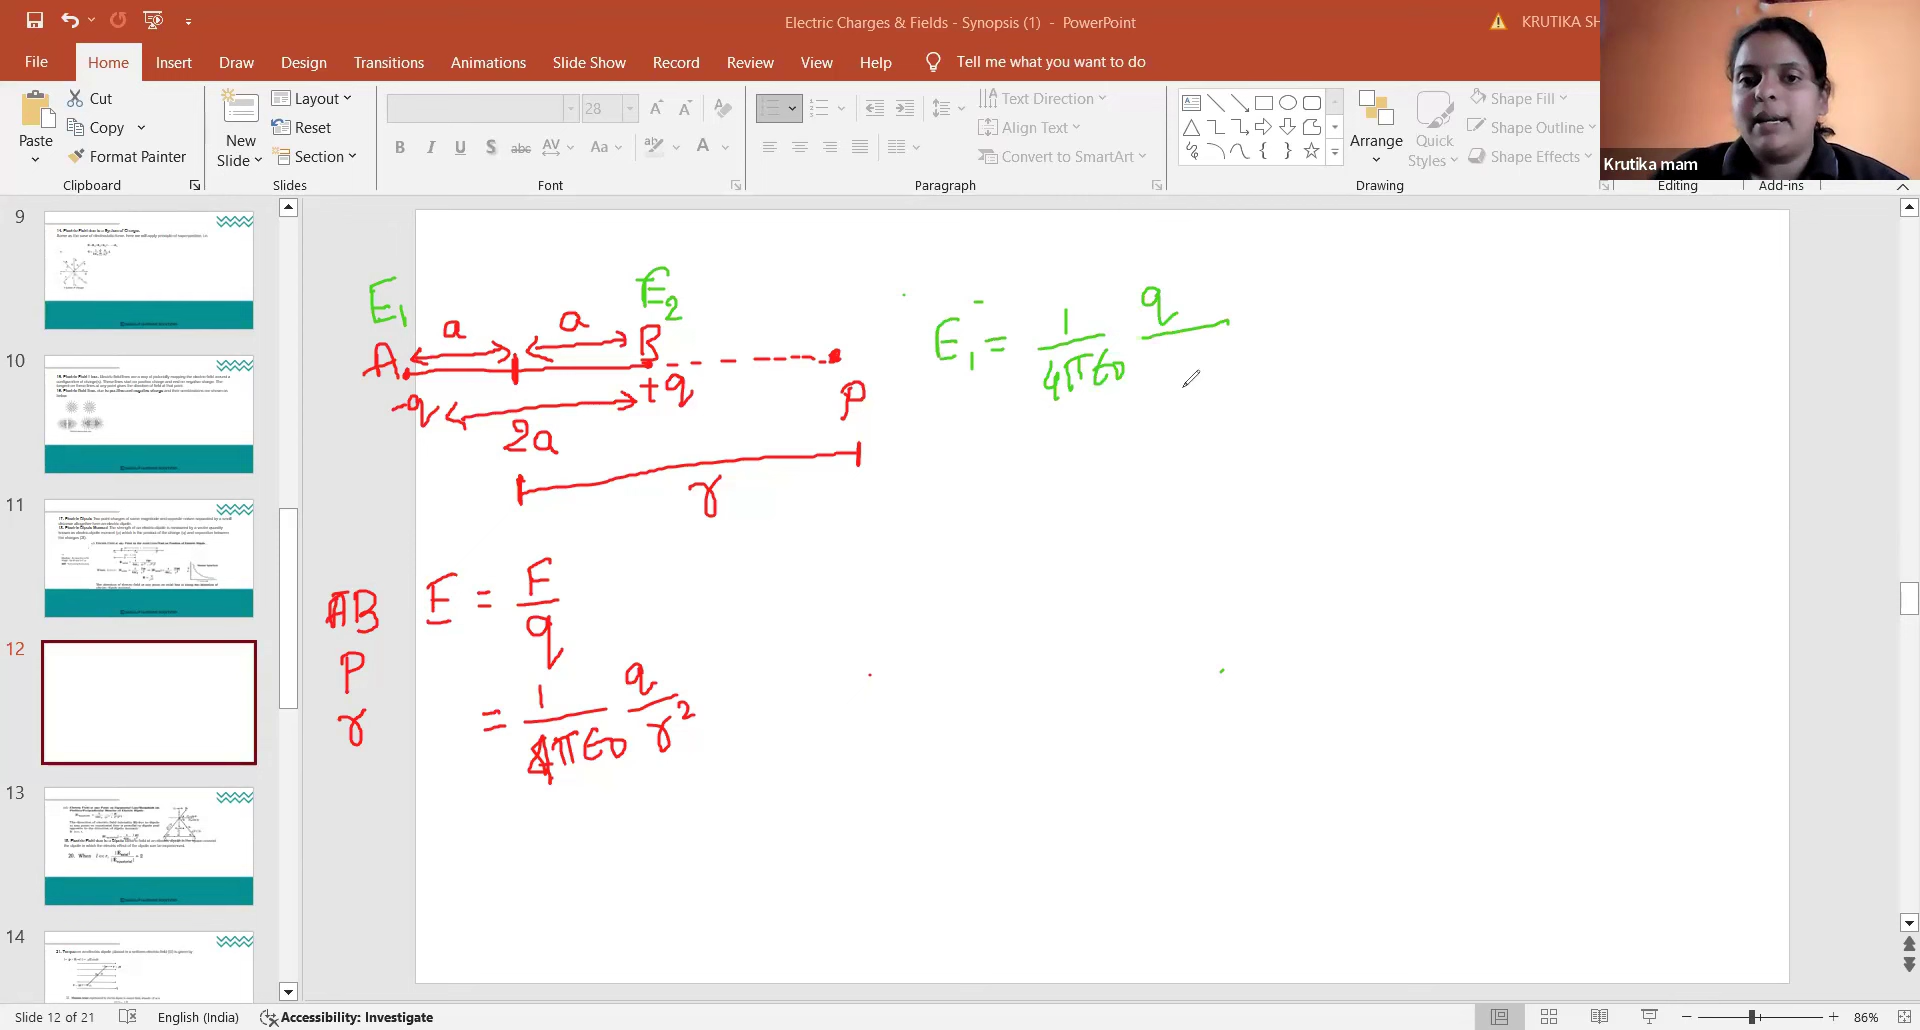 Electric Charges & Fields - Synopsis (1) - PowerPoint
KRUTIKA SH
File Home Insert Draw Design Transitions Animations Slide Show Record Review View Help Tell me what you want to do
Paste
Cut
Copy
Format Painter
Clipboard
New Slide
Layout
Reset
Section
Slides
28
B I U S abc AV Aa A
Font
Text Direction
Align Text
Convert to SmartArt
Paragraph
Arrange
Quick Styles
Shape Fill
Shape Outline
Shape Effects
Drawing
Editing
Add-ins
Krutika mam
9
10
11
12
13
14
E₁ E₂
a a
A B
-q +q P
2a
r
E₁ = 1/4πε₀ q
AB
P
r
E = F/q
= 1/4πε₀ q/r²
Slide 12 of 21 English (India) Accessibility: Investigate 86%